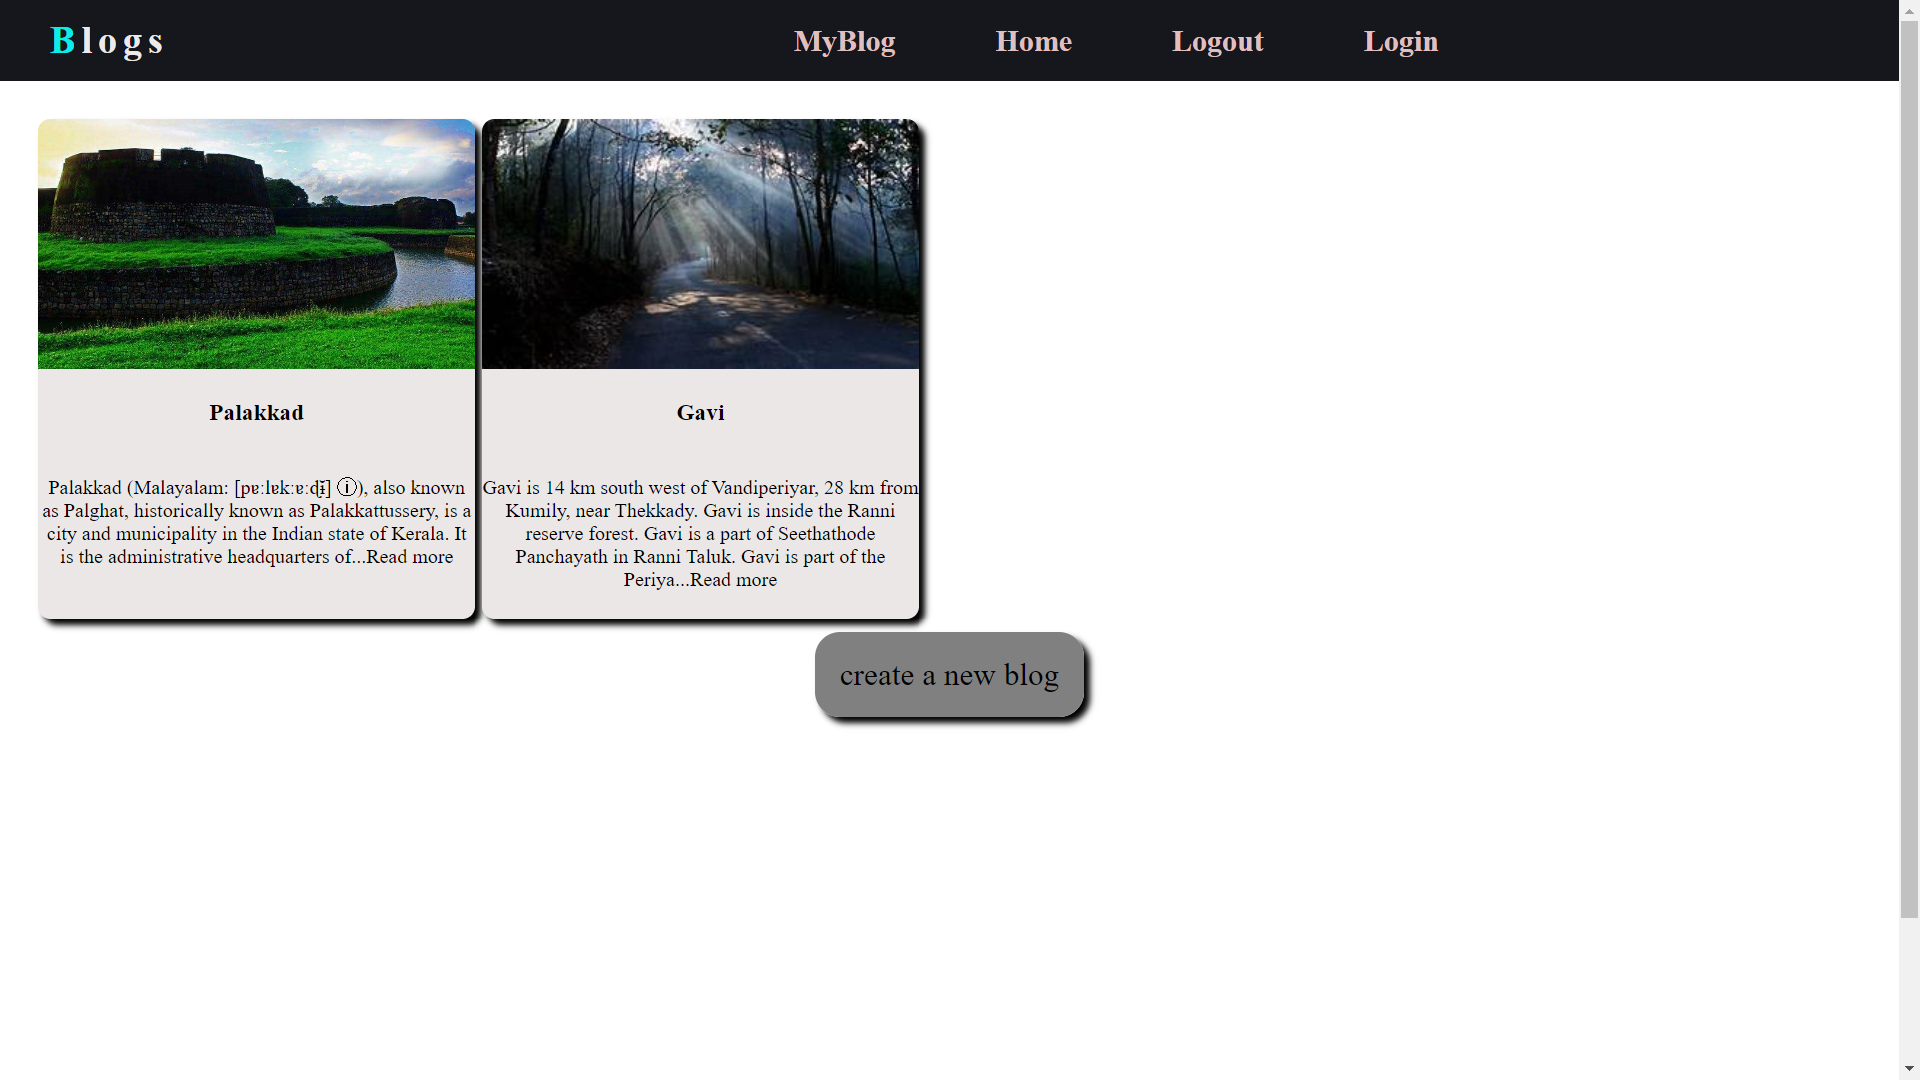 Blogs
MyBlog
Home
Logout
Login
Palakkad
Palakkad (Malayalam: [pɐːlɐkːɐːɖɨ̆] ⓘ), also known
as Palghat, historically known as Palakkattussery, is a
city and municipality in the Indian state of Kerala. It
is the administrative headquarters of...Read more
Gavi
Gavi is 14 km south west of Vandiperiyar, 28 km from
Kumily, near Thekkady. Gavi is inside the Ranni
reserve forest. Gavi is a part of Seethathode
Panchayath in Ranni Taluk. Gavi is part of the
Periya...Read more
create a new blog